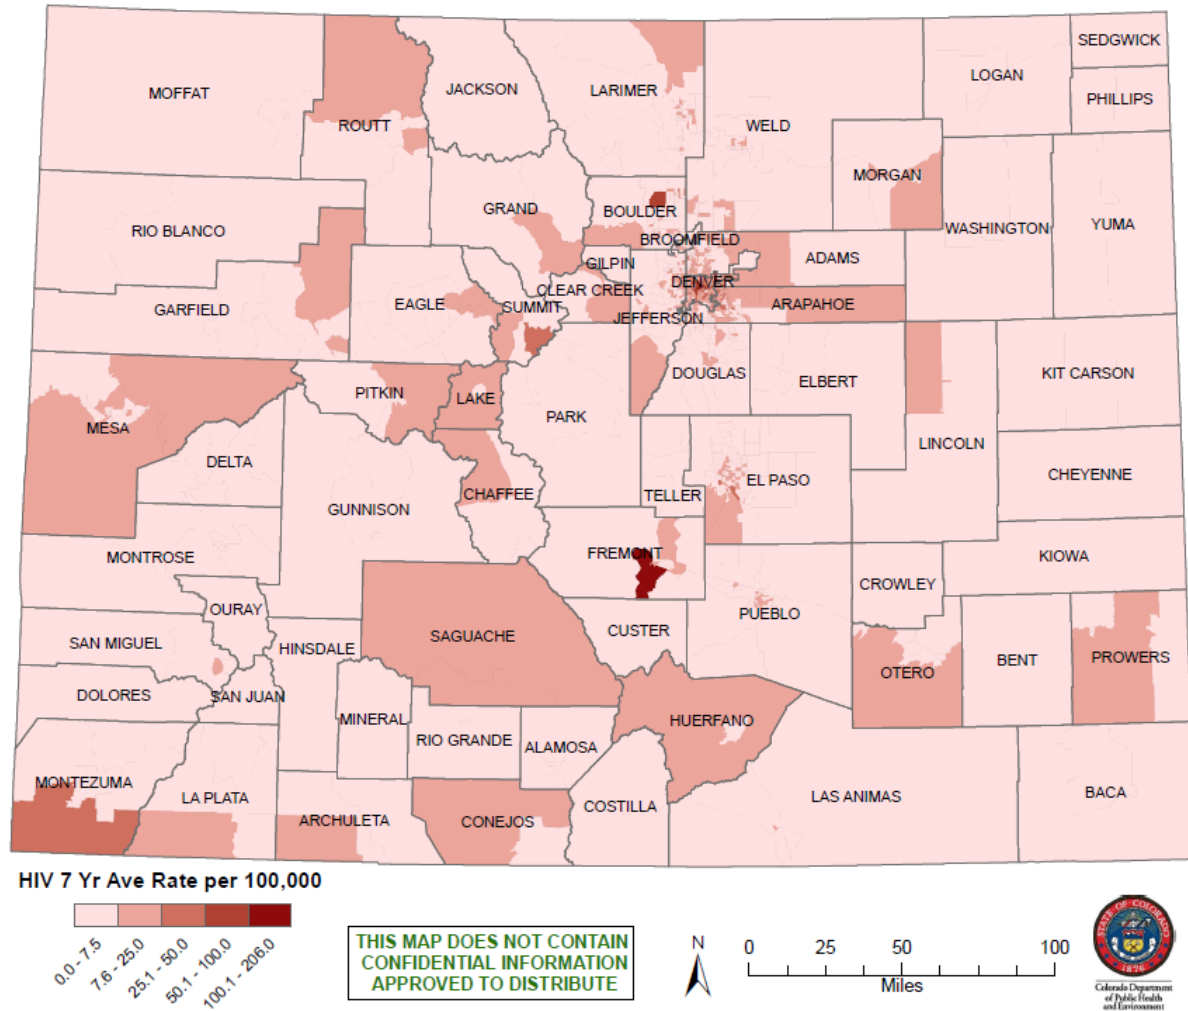 SEDGWICK
LOGAN
JACKSON
LARIMER
MOFFAT
PHILLIPS
ROUTT
WELD
MORGAN
GRAND
BOULDER
YUMA
WASHINGTON
RIO BLANCO
BROOMFIELD
ADAMS
GILPIN
DENVER
CLEAR CREEK
EAGLE
SUMMIT
ARAPAHOE
GARFIELD
JEFFERSON
DOUGLAS
KIT CARSON
ELBERT
PITKIN
LAKE
PARK
MESA
LINCOLN
DELTA
CHEYENNE
EL PASO
TELLER
CHAFFEE
GUNNISON
FREMONT
KIOWA
MONTROSE
CROWLEY
OURAY
PUEBLO
CUSTER
SAGUACHE
SAN MIGUEL
HINSDALE
PROWERS
BENT
OTERO
DOLORES
SAN JUAN
MINERAL
HUERFANO
RIO GRANDE
ALAMOSA
MONTEZUMA
BACA
LAS ANIMAS
LA PLATA
COSTILLA
ARCHULETA
CONEJOS
HIV 7 Yr Ave Rate per 100,000
0.0 - 7.5
7.6 - 25.0
25.1 - 50.0
50.1 - 100.0
100.1 - 206.0
THIS MAP DOES NOT CONTAIN
CONFIDENTIAL INFORMATION
APPROVED TO DISTRIBUTE
N
0 25 50 100
Miles
STATE OF COLORADO
1876
Colorado Department
of Public Health
and Environment